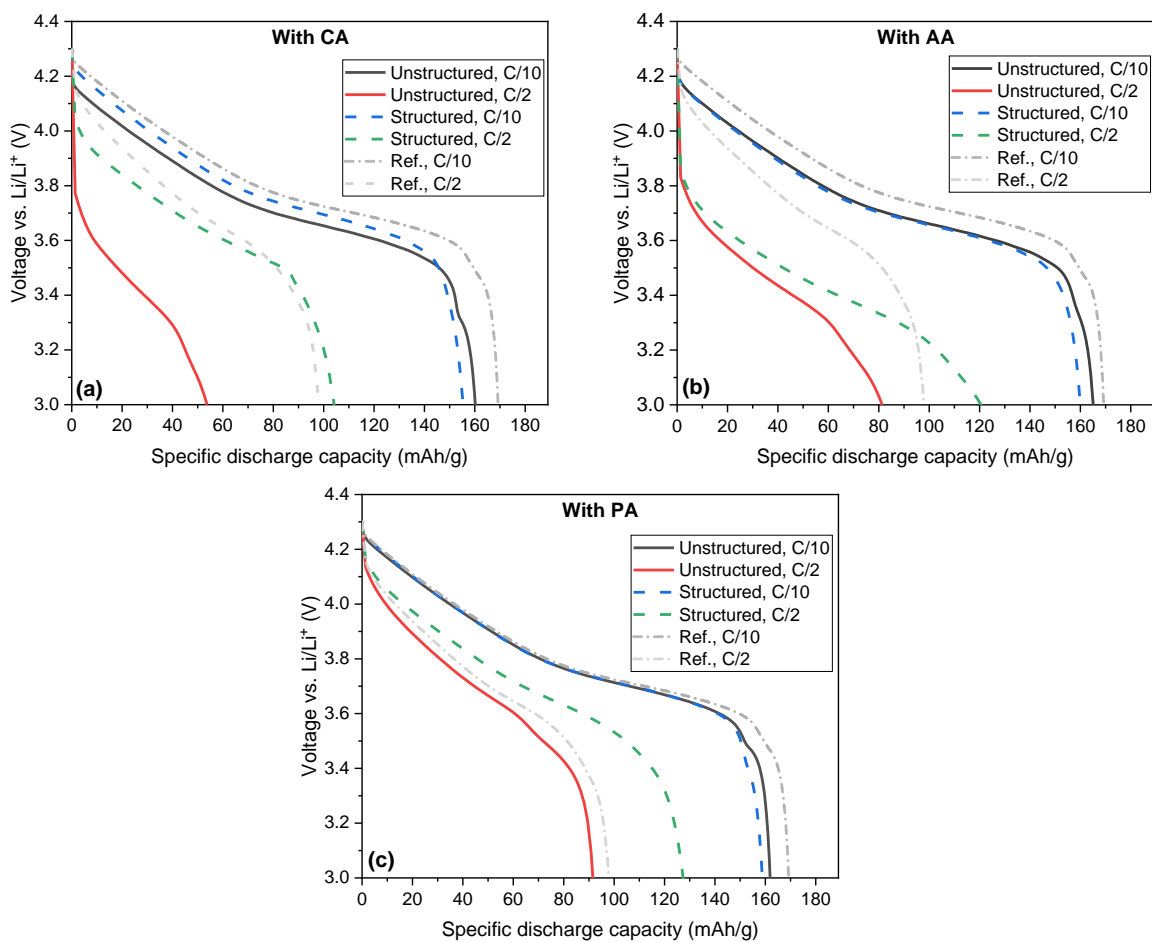 With CA
Unstructured, C/10
Unstructured, C/2
Structured, C/10
Structured, C/2
Ref., C/10
Ref., C/2
4.4
4.2
4.0
3.8
3.6
3.4
3.2
3.0
Voltage vs. Li/Li⁺ (V)
(a)
0 20 40 60 80 100 120 140 160 180
Specific discharge capacity (mAh/g)
With AA
Unstructured, C/10
Unstructured, C/2
Structured, C/10
Structured, C/2
Ref., C/10
Ref., C/2
4.4
4.2
4.0
3.8
3.6
3.4
3.2
3.0
Voltage vs. Li/Li⁺ (V)
(b)
0 20 40 60 80 100 120 140 160 180
Specific discharge capacity (mAh/g)
With PA
Unstructured, C/10
Unstructured, C/2
Structured, C/10
Structured, C/2
Ref., C/10
Ref., C/2
4.4
4.2
4.0
3.8
3.6
3.4
3.2
3.0
Voltage vs. Li/Li⁺ (V)
(c)
0 20 40 60 80 100 120 140 160 180
Specific discharge capacity (mAh/g)